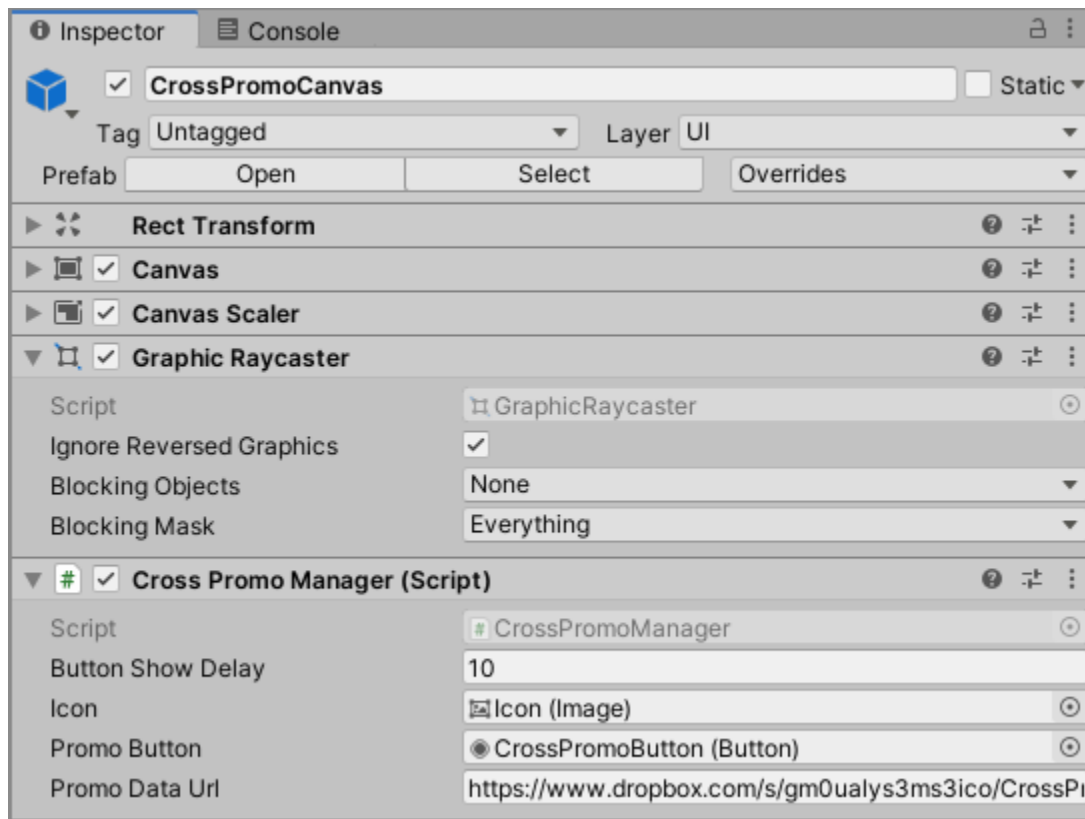 Inspector Console
CrossPromoCanvas Static
Tag Untagged Layer UI
Prefab Open Select Overrides
Rect Transform
Canvas
Canvas Scaler
Graphic Raycaster
Script GraphicRaycaster
Ignore Reversed Graphics
Blocking Objects None
Blocking Mask Everything
# Cross Promo Manager (Script)
Script # CrossPromoManager
Button Show Delay 10
Icon Icon (Image)
Promo Button CrossPromoButton (Button)
Promo Data Url https://www.dropbox.com/s/gm0ualys3ms3ico/CrossPr